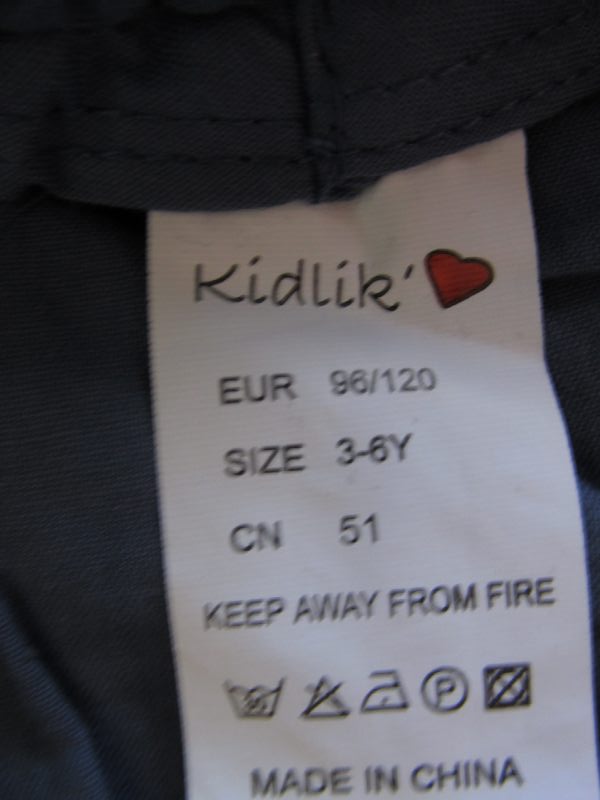 Kidlik'
EUR 96/120
SIZE 3-6Y
CN 51
KEEP AWAY FROM FIRE
P
MADE IN CHINA